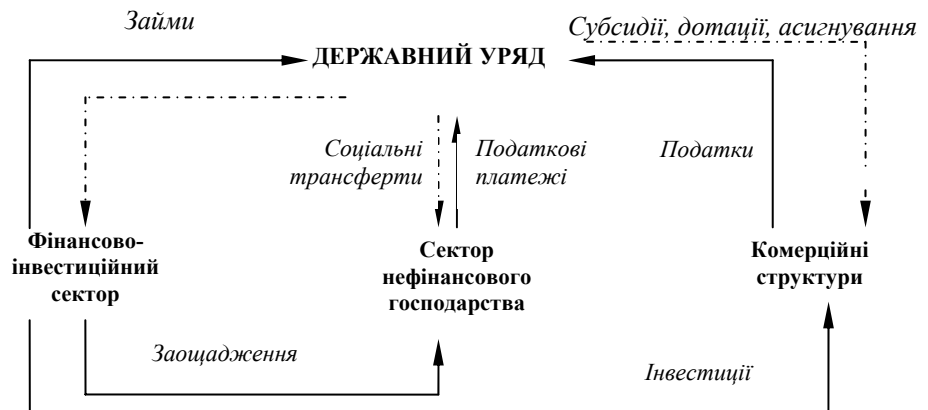 Займи
Субсидії, дотації, асигнування
ДЕРЖАВНИЙ УРЯД
Соціальні
трансферти
Податкові
платежі
Податки
Фінансово-
інвестиційний
сектор
Сектор
нефінансового
господарства
Комерційні
структури
Заощадження
Інвестиції